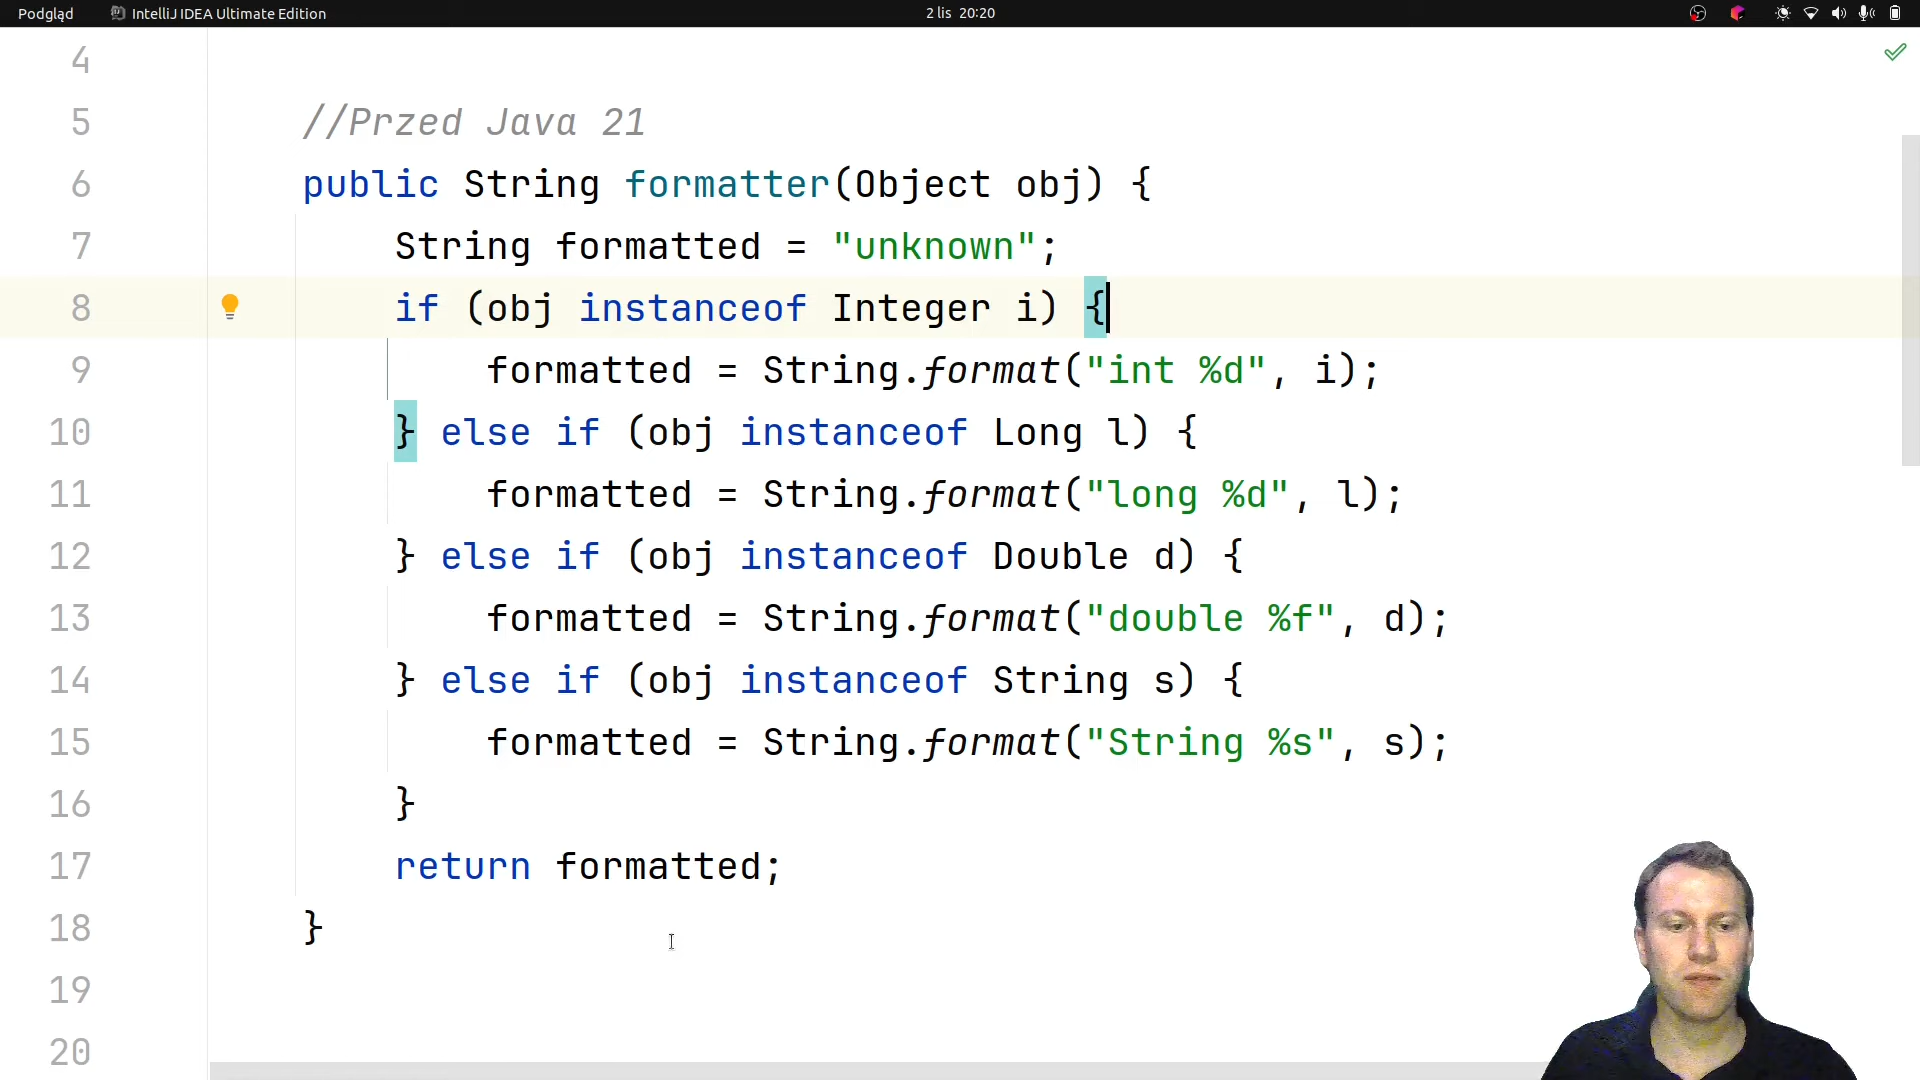 Podgląd IntelliJ IDEA Ultimate Edition 2 lis 20:20
4
5 //Przed Java 21
6 public String formatter(Object obj) {
7 String formatted = "unknown";
8 if (obj instanceof Integer i) {
9 formatted = String.format("int %d", i);
10 } else if (obj instanceof Long l) {
11 formatted = String.format("long %d", l);
12 } else if (obj instanceof Double d) {
13 formatted = String.format("double %f", d);
14 } else if (obj instanceof String s) {
15 formatted = String.format("String %s", s);
16 }
17 return formatted;
18 }
19
20